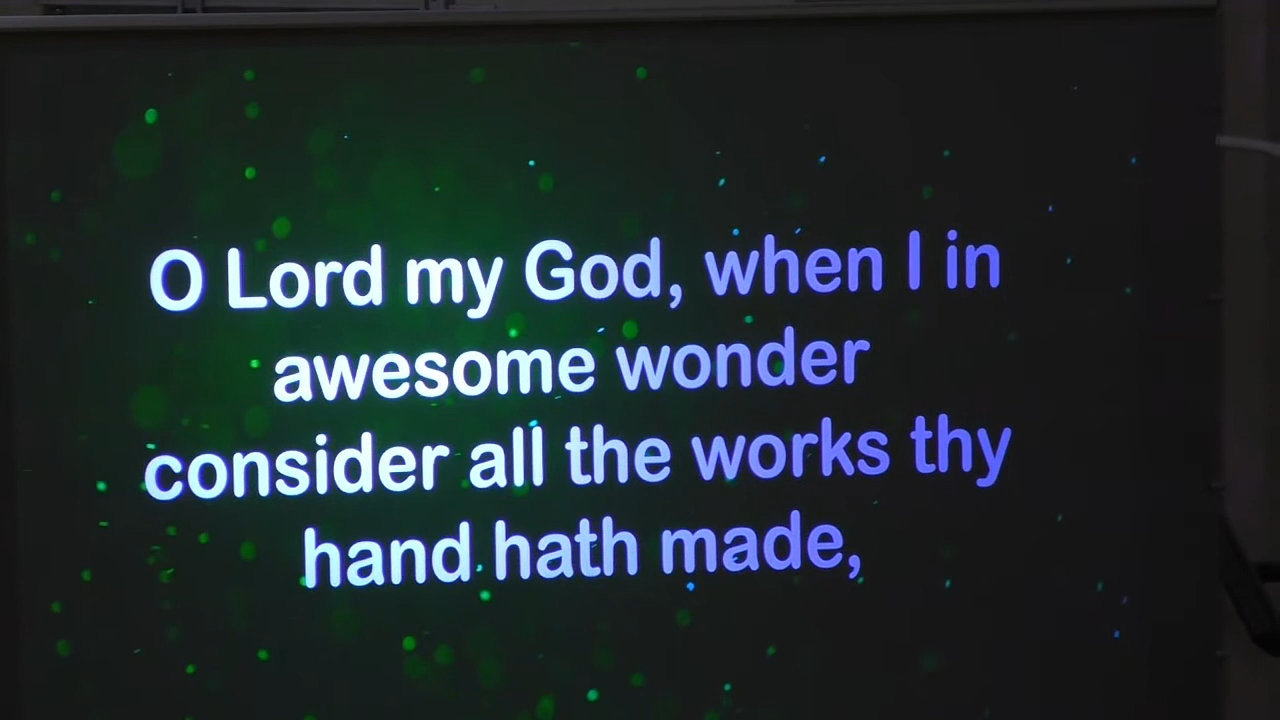 O Lord my God, when I in
awesome wonder
consider all the works thy
hand hath made,